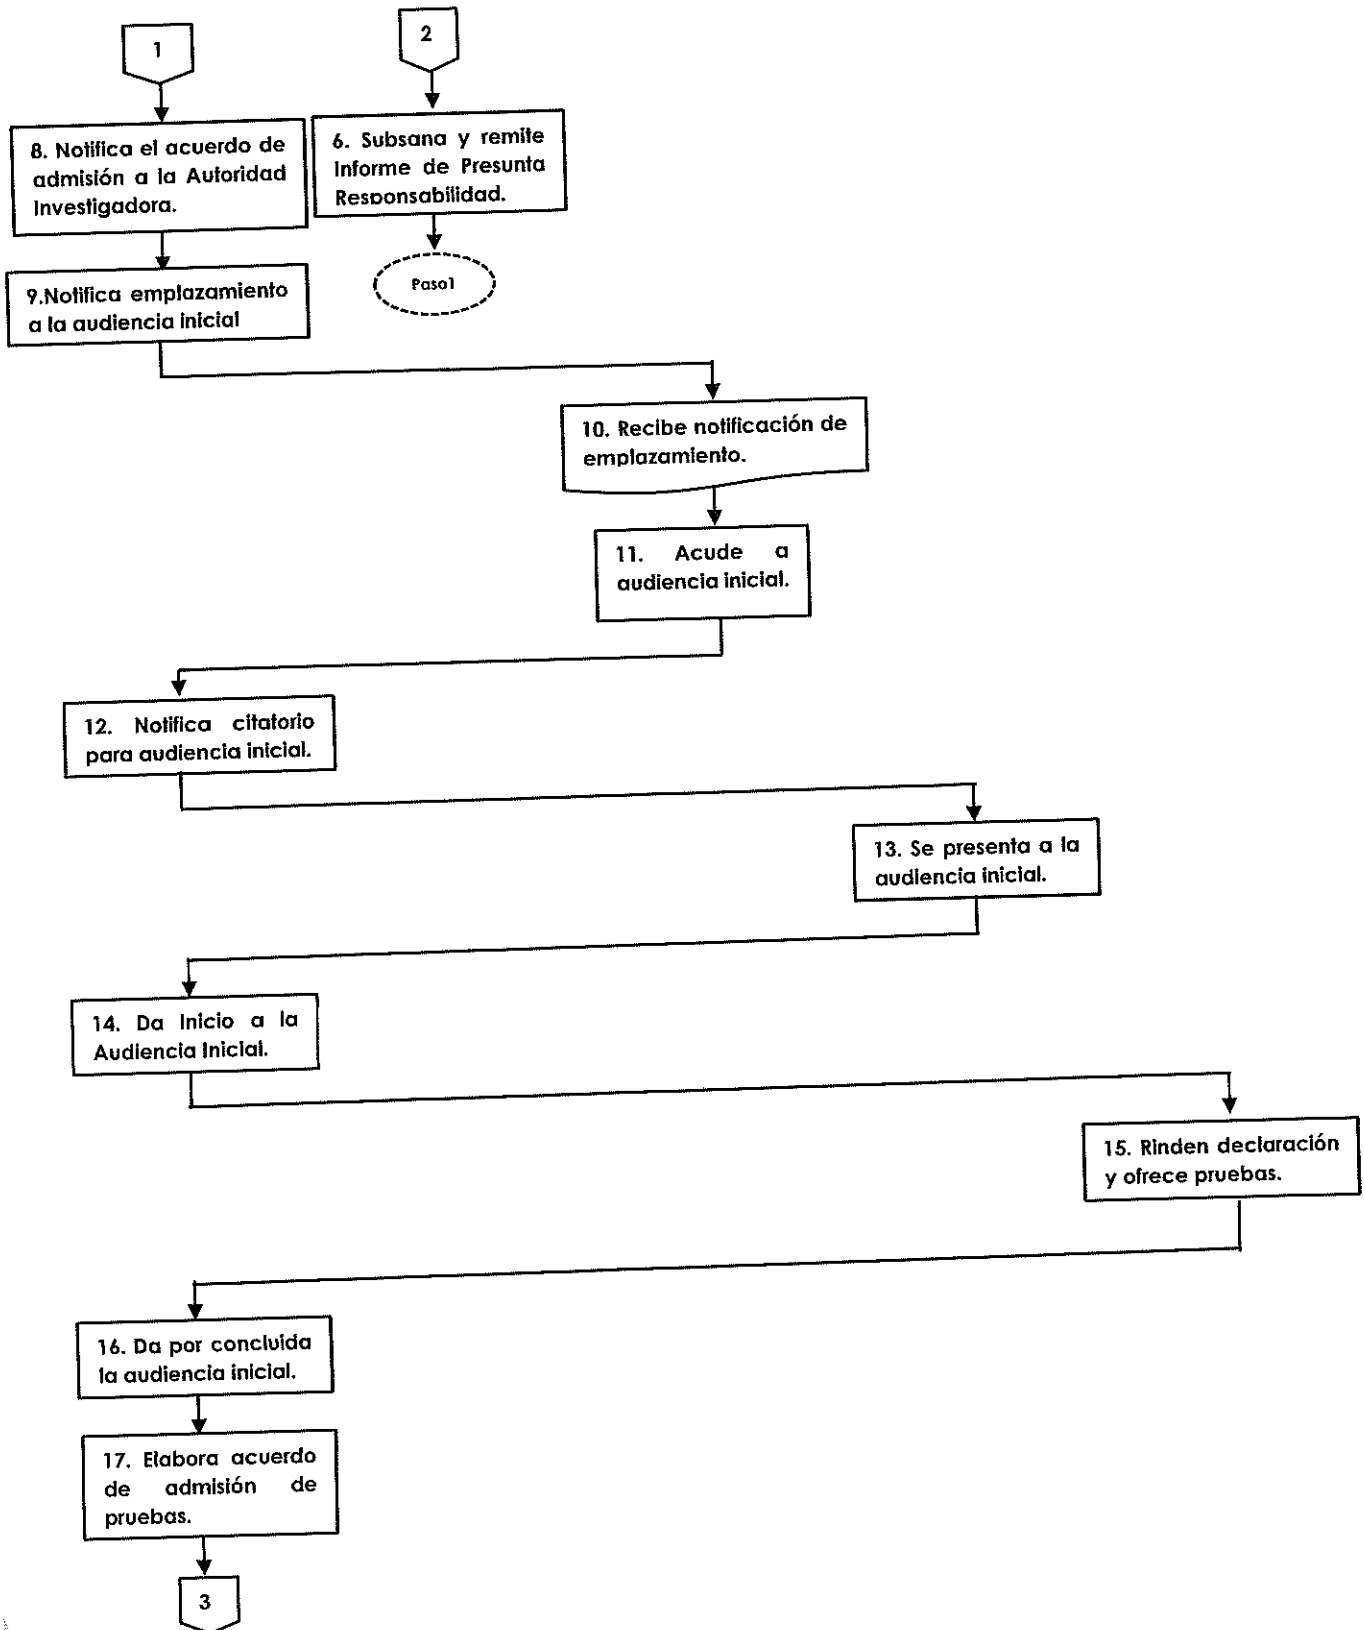 1
2
8. Notifica el acuerdo de
admisión a la Autoridad
Investigadora.
6. Subsana y remite
Informe de Presunta
Responsabilidad.
Paso1
9.Notifica emplazamiento
a la audiencia inicial
10. Recibe notificación de
emplazamiento.
11. Acude a
audiencia inicial.
12. Notifica citatorio
para audiencia inicial.
13. Se presenta a la
audiencia inicial.
14. Da Inicio a la
Audiencia Inicial.
15. Rinden declaración
y ofrece pruebas.
16. Da por concluida
la audiencia inicial.
17. Elabora acuerdo
de admisión de
pruebas.
3